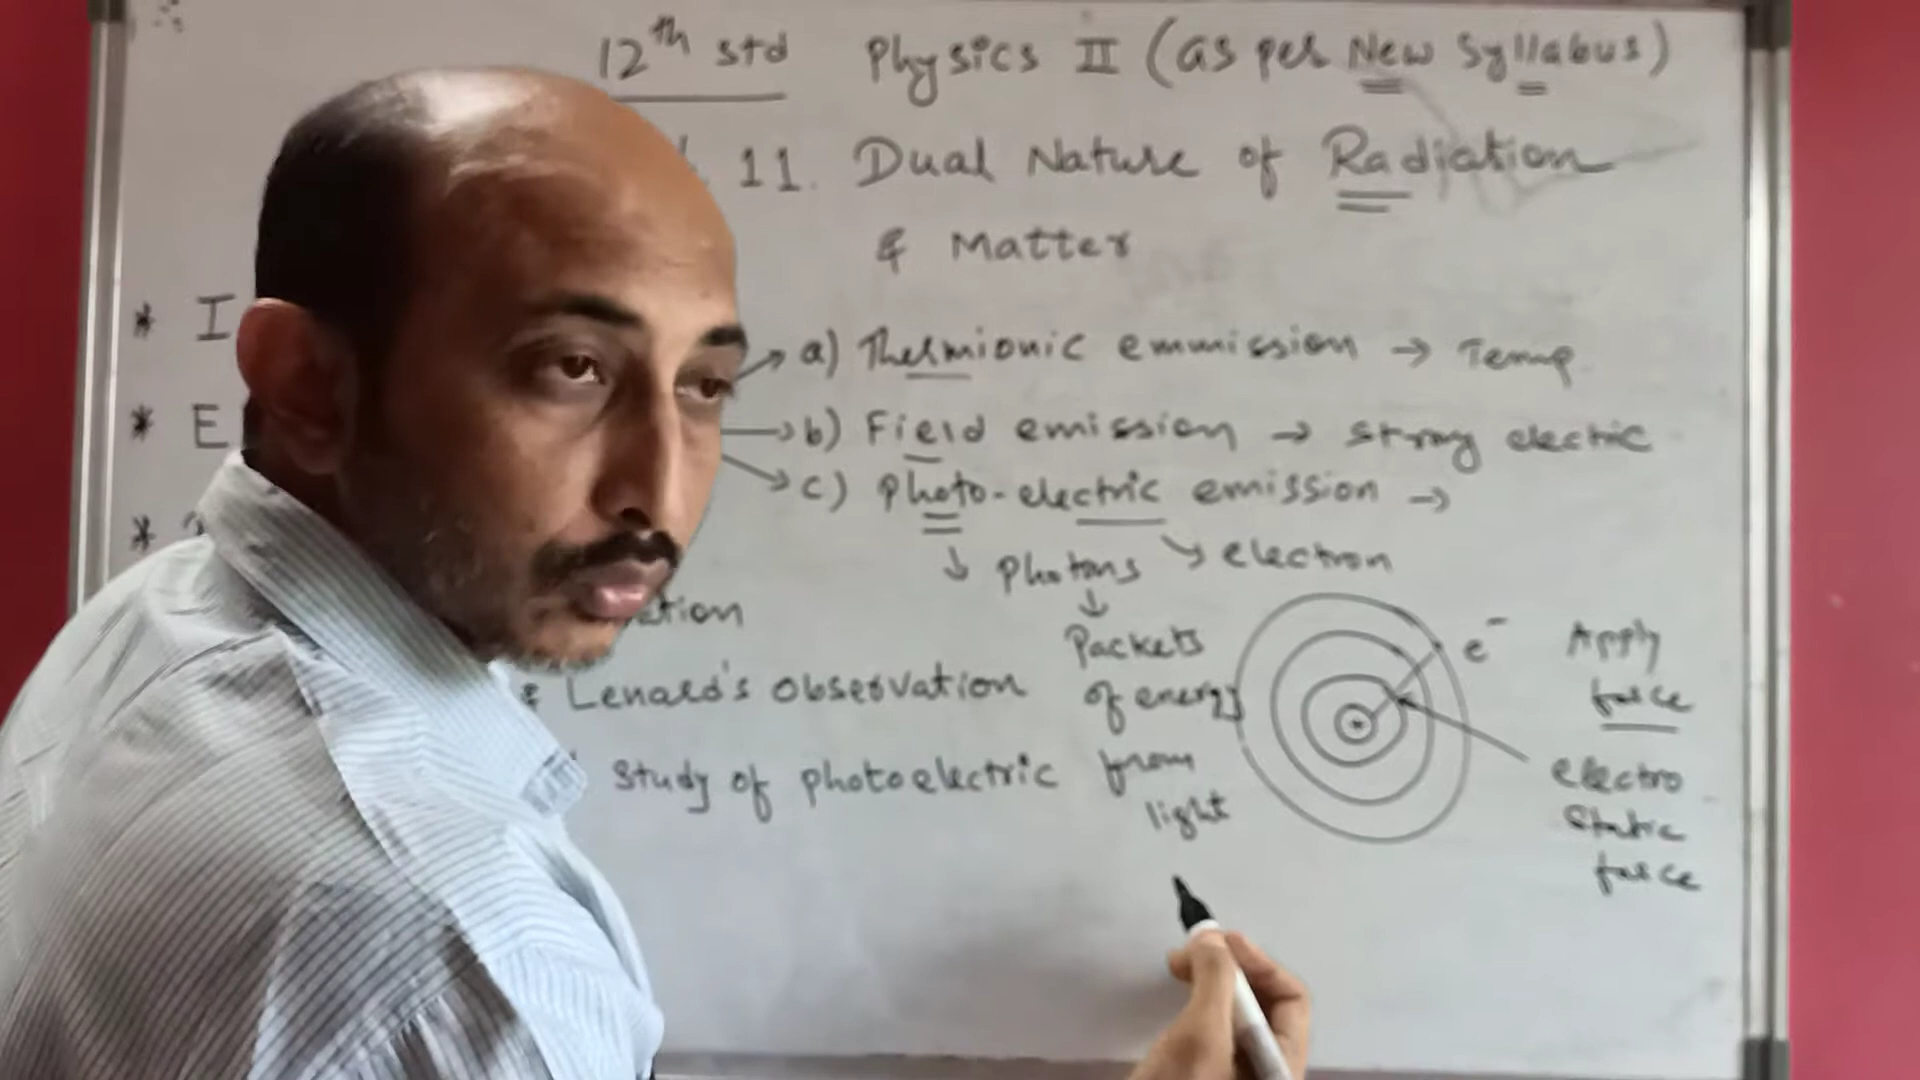 12th std Physics II (as per New Syllabus)
11. Dual Nature of Radiation
& Matter
* I
a) Thermionic emmission → Temp
* E
→ b) Field emission → strong electric
c) Photo-electric emission →
*
↓ Photons ↘ electron
↓
Packets
of energy
from
light
e⁻
Apply
force
electro
static
force
Lenard's observation
study of photoelectric